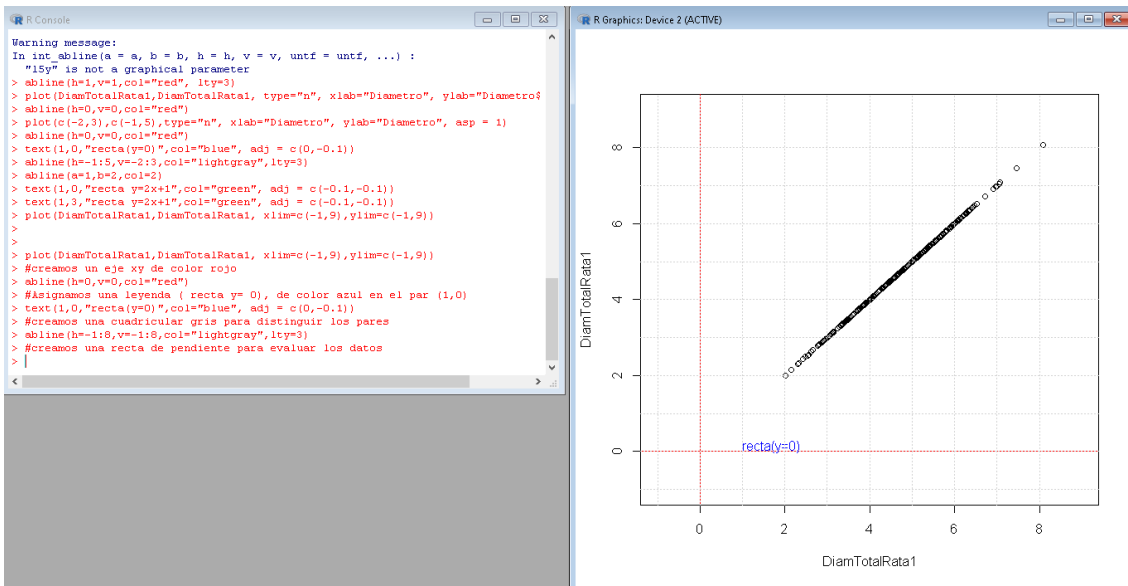 R Console
Warning message:
In int_abline(a = a, b = b, h = h, v = v, untf = untf, ...) :
  "l5y" is not a graphical parameter
> abline(h=1,v=1,col="red", lty=3)
> plot(DiamTotalRata1,DiamTotalRata1, type="n", xlab="Diametro", ylab="Diametro$
> abline(h=0,v=0,col="red")
> plot(c(-2,3),c(-1,5),type="n", xlab="Diametro", ylab="Diametro", asp = 1)
> abline(h=0,v=0,col="red")
> text(1,0,"recta(y=0)",col="blue", adj = c(0,-0.1))
> abline(h=-1:5,v=-2:3,col="lightgray",lty=3)
> abline(a=1,b=2,col=2)
> text(1,0,"recta y=2x+1",col="green", adj = c(-0.1,-0.1))
> text(1,3,"recta y=2x+1",col="green", adj = c(-0.1,-0.1))
> plot(DiamTotalRata1,DiamTotalRata1, xlim=c(-1,9),ylim=c(-1,9))
>
>
> plot(DiamTotalRata1,DiamTotalRata1, xlim=c(-1,9),ylim=c(-1,9))
> #creamos un eje xy de color rojo
> abline(h=0,v=0,col="red")
> #Asignamos una leyenda ( recta y= 0), de color azul en el par (1,0)
> text(1,0,"recta(y=0)",col="blue", adj = c(0,-0.1))
> #creamos una cuadricular gris para distinguir los pares
> abline(h=-1:8,v=-1:8,col="lightgray",lty=3)
> #creamos una recta de pendiente para evaluar los datos
>
R Graphics: Device 2 (ACTIVE)
8
6
4
2
0
DiamTotalRata1
recta(y=0)
0 2 4 6 8
DiamTotalRata1